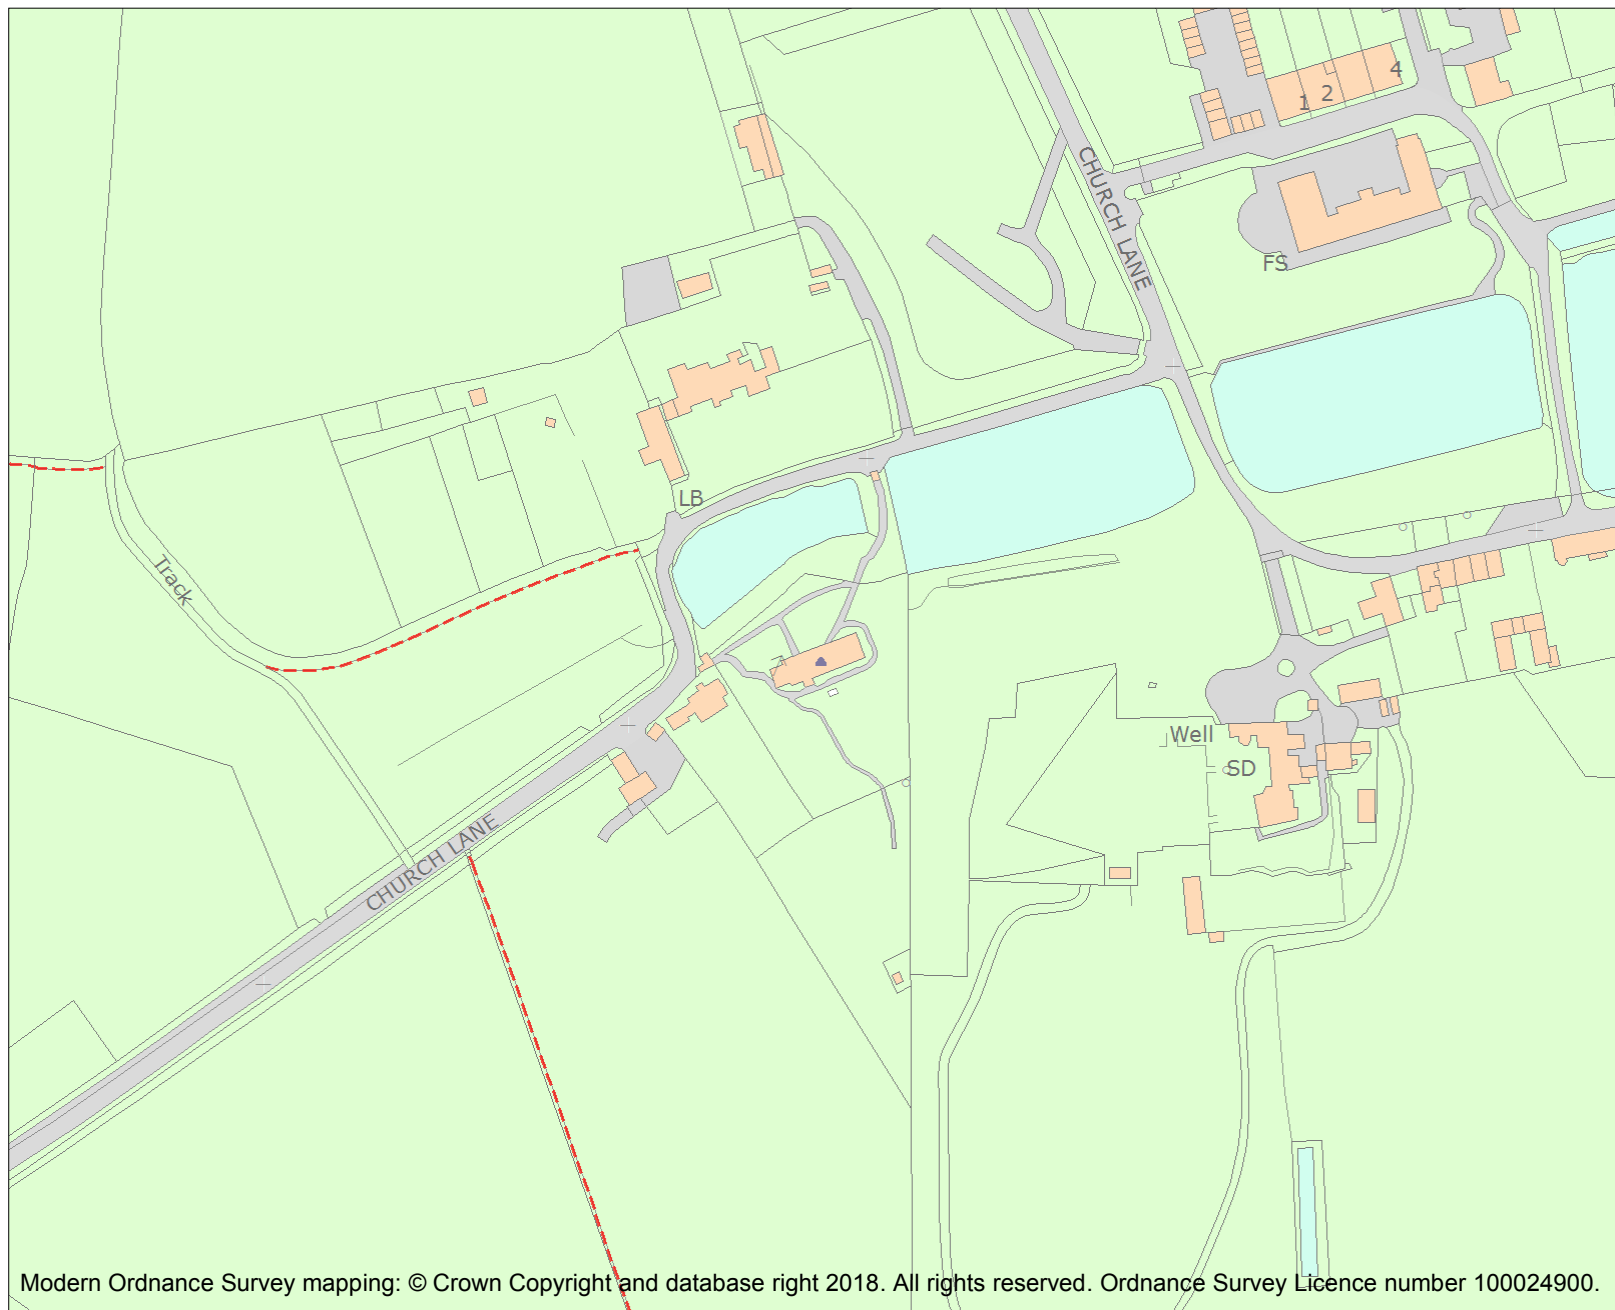 4
2
1
CHURCH LANE
FS
LB
Track
Well
SD
CHURCH LANE
Modern Ordnance Survey mapping: © Crown Copyright and database right 2018. All rights reserved. Ordnance Survey Licence number 100024900.